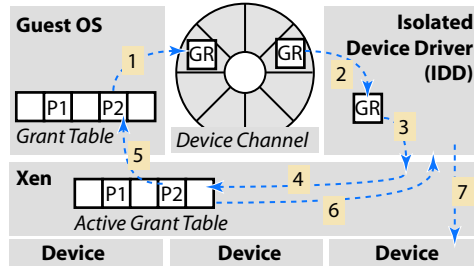 Guest OS
1
GR
GR
Isolated
Device Driver
(IDD)
2
P1
P2
GR
Grant Table
Device Channel
3
5
Xen
P1
P2
4
6
7
Active Grant Table
Device
Device
Device